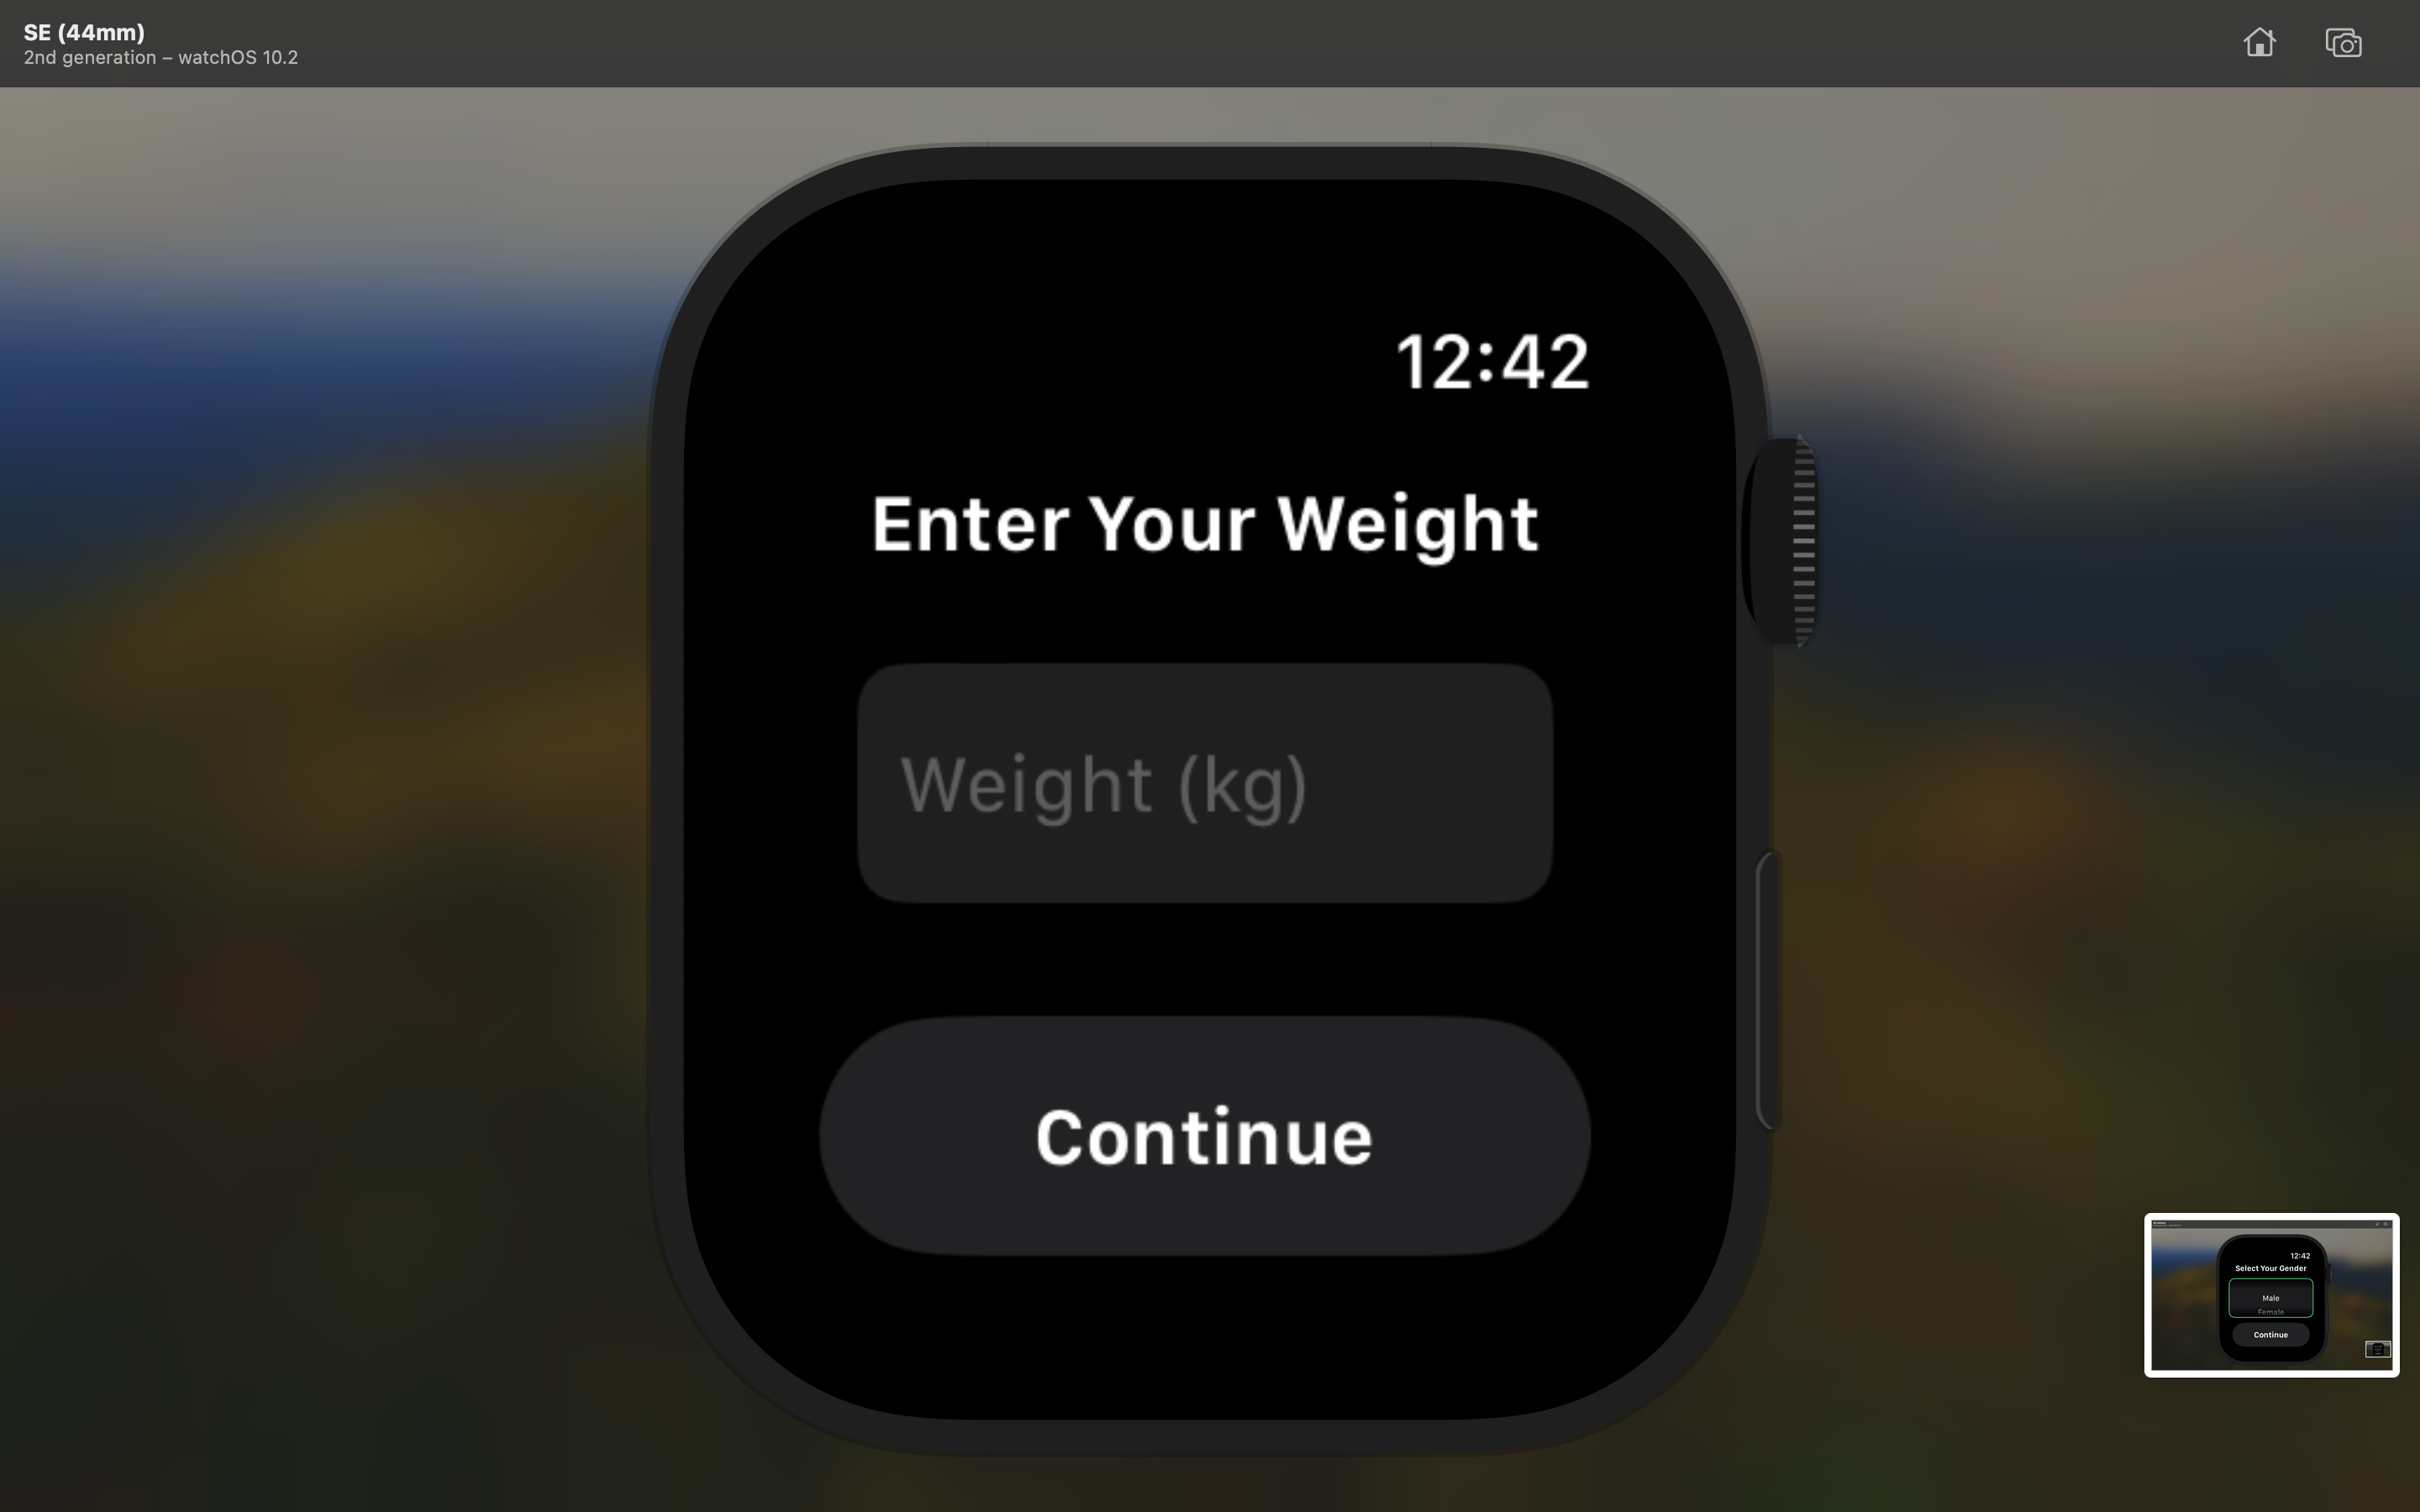 SE (44mm)
2nd generation – watchOS 10.2
12:42
Enter Your Weight
Weight (kg)
Continue
12:42
Select Your Gender
Male
Female
Continue